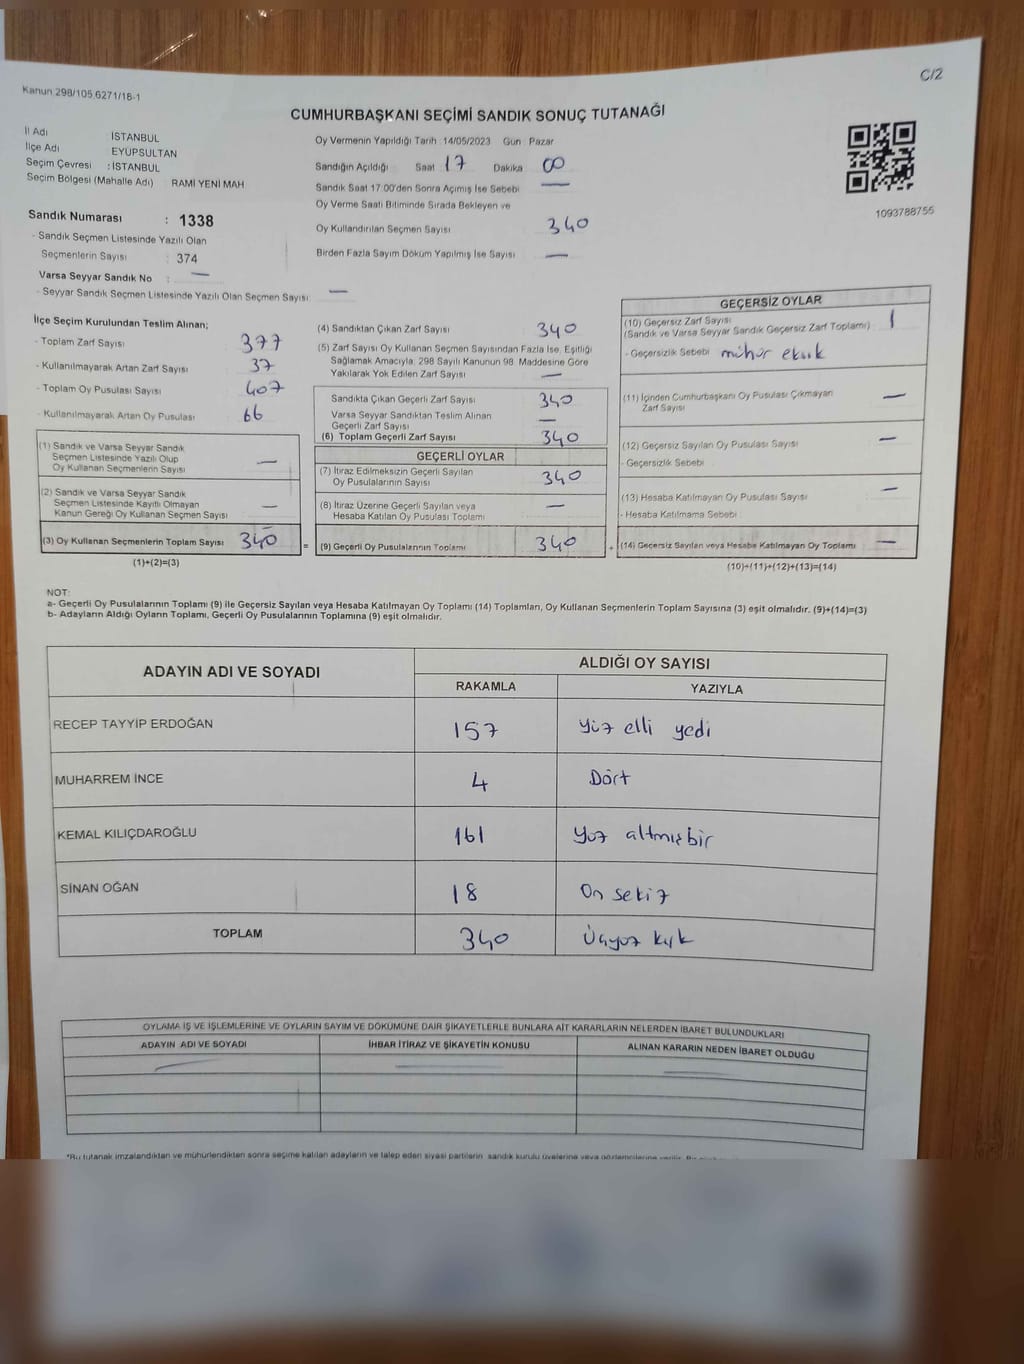 C/2
Kanun 298/105,6271/18-1
CUMHURBAŞKANI SEÇİMİ SANDIK SONUÇ TUTANAĞI
İl Adı : İSTANBUL
İlçe Adı : EYÜPSULTAN
Seçim Çevresi : İSTANBUL
Seçim Bölgesi (Mahalle Adı) RAMİ YENİ MAH
Oy Vermenin Yapıldığı Tarih 14/05/2023 Gün Pazar
Sandığın Açıldığı Saat 17 Dakika 00
Sandık Saat 17.00'den Sonra Açımış İse Sebebi —
Oy Verme Saati Bitiminde Sırada Bekleyen ve
Oy Kullandırılan Seçmen Sayısı 340
Birden Fazla Sayım Döküm Yapılmış İse Sayısı —
1093788755
Sandık Numarası : 1338
- Sandık Seçmen Listesinde Yazılı Olan
Seçmenlerin Sayısı : 374
Varsa Seyyar Sandık No : —
- Seyyar Sandık Seçmen Listesinde Yazılı Olan Seçmen Sayısı: —
İlçe Seçim Kurulundan Teslim Alınan;
- Toplam Zarf Sayısı 377
- Kullanılmayarak Artan Zarf Sayısı 37
- Toplam Oy Pusulası Sayısı 407
- Kullanılmayarak Artan Oy Pusulası 66
(1) Sandık ve Varsa Seyyar Sandık
Seçmen Listesinde Yazılı Olup
Oy Kullanan Seçmenlerin Sayısı —
(2) Sandık ve Varsa Seyyar Sandık
Seçmen Listesinde Kayıtlı Olmayan
Kanun Gereği Oy Kullanan Seçmen Sayısı —
(3) Oy Kullanan Seçmenlerin Toplam Sayısı 340 =
(1)+(2)=(3)
(4) Sandıktan Çıkan Zarf Sayısı 340
(5) Zarf Sayısı Oy Kullanan Seçmen Sayısından Fazla İse, Eşitliği
Sağlamak Amacıyla, 298 Sayılı Kanunun 98. Maddesine Göre
Yakılarak Yok Edilen Zarf Sayısı —
Sandıkta Çıkan Geçerli Zarf Sayısı 340
Varsa Seyyar Sandıktan Teslim Alınan
Geçerli Zarf Sayısı —
(6) Toplam Geçerli Zarf Sayısı 340
GEÇERLİ OYLAR
(7) İtiraz Edilmeksizin Geçerli Sayılan
Oy Pusulalarının Sayısı 340
(8) İtiraz Üzerine Geçerli Sayılan veya
Hesaba Katılan Oy Pusulası Toplamı —
(9) Geçerli Oy Pusulalarının Toplamı 340 +
GEÇERSİZ OYLAR
(10) Geçersiz Zarf Sayısı
(Sandık ve Varsa Seyyar Sandık Geçersiz Zarf Toplamı) 1
- Geçersizlik Sebebi mühür eksik
(11) İçinden Cumhurbaşkanı Oy Pusulası Çıkmayan
Zarf Sayısı —
(12) Geçersiz Sayılan Oy Pusulası Sayısı —
- Geçersizlik Sebebi
(13) Hesaba Katılmayan Oy Pusulası Sayısı —
- Hesaba Katılmama Sebebi
(14) Geçersiz Sayılan veya Hesaba Katılmayan Oy Toplamı —
(10)+(11)+(12)+(13)=(14)
NOT:
a- Geçerli Oy Pusulalarının Toplamı (9) ile Geçersiz Sayılan veya Hesaba Katılmayan Oy Toplamı (14) Toplamları, Oy Kullanan Seçmenlerin Toplam Sayısına (3) eşit olmalıdır. (9)+(14)=(3)
b- Adayların Aldığı Oyların Toplamı, Geçerli Oy Pusulalarının Toplamına (9) eşit olmalıdır.
ADAYIN ADI VE SOYADI
ALDIĞI OY SAYISI
RAKAMLA YAZIYLA
RECEP TAYYİP ERDOĞAN 157 Yüz elli yedi
MUHARREM İNCE 4 Dört
KEMAL KILIÇDAROĞLU 161 Yüz altmışbir
SİNAN OĞAN 18 On sekiz
TOPLAM 340 Üçyüz kırk
OYLAMA İŞ VE İŞLEMLERİNE VE OYLARIN SAYIM VE DÖKÜMÜNE DAİR ŞİKAYETLERLE BUNLARA AİT KARARLARIN NELERDEN İBARET BULUNDUKLARI
ADAYIN ADI VE SOYADI İHBAR İTİRAZ VE ŞİKAYETİN KONUSU ALINAN KARARIN NEDEN İBARET OLDUĞU
*Bu tutanak imzalandıktan ve mühürlendikten sonra seçime katılan adayların ve talep eden siyasi partilerin, sandık kurulu üyelerine veya gözlemcilerine verilir.